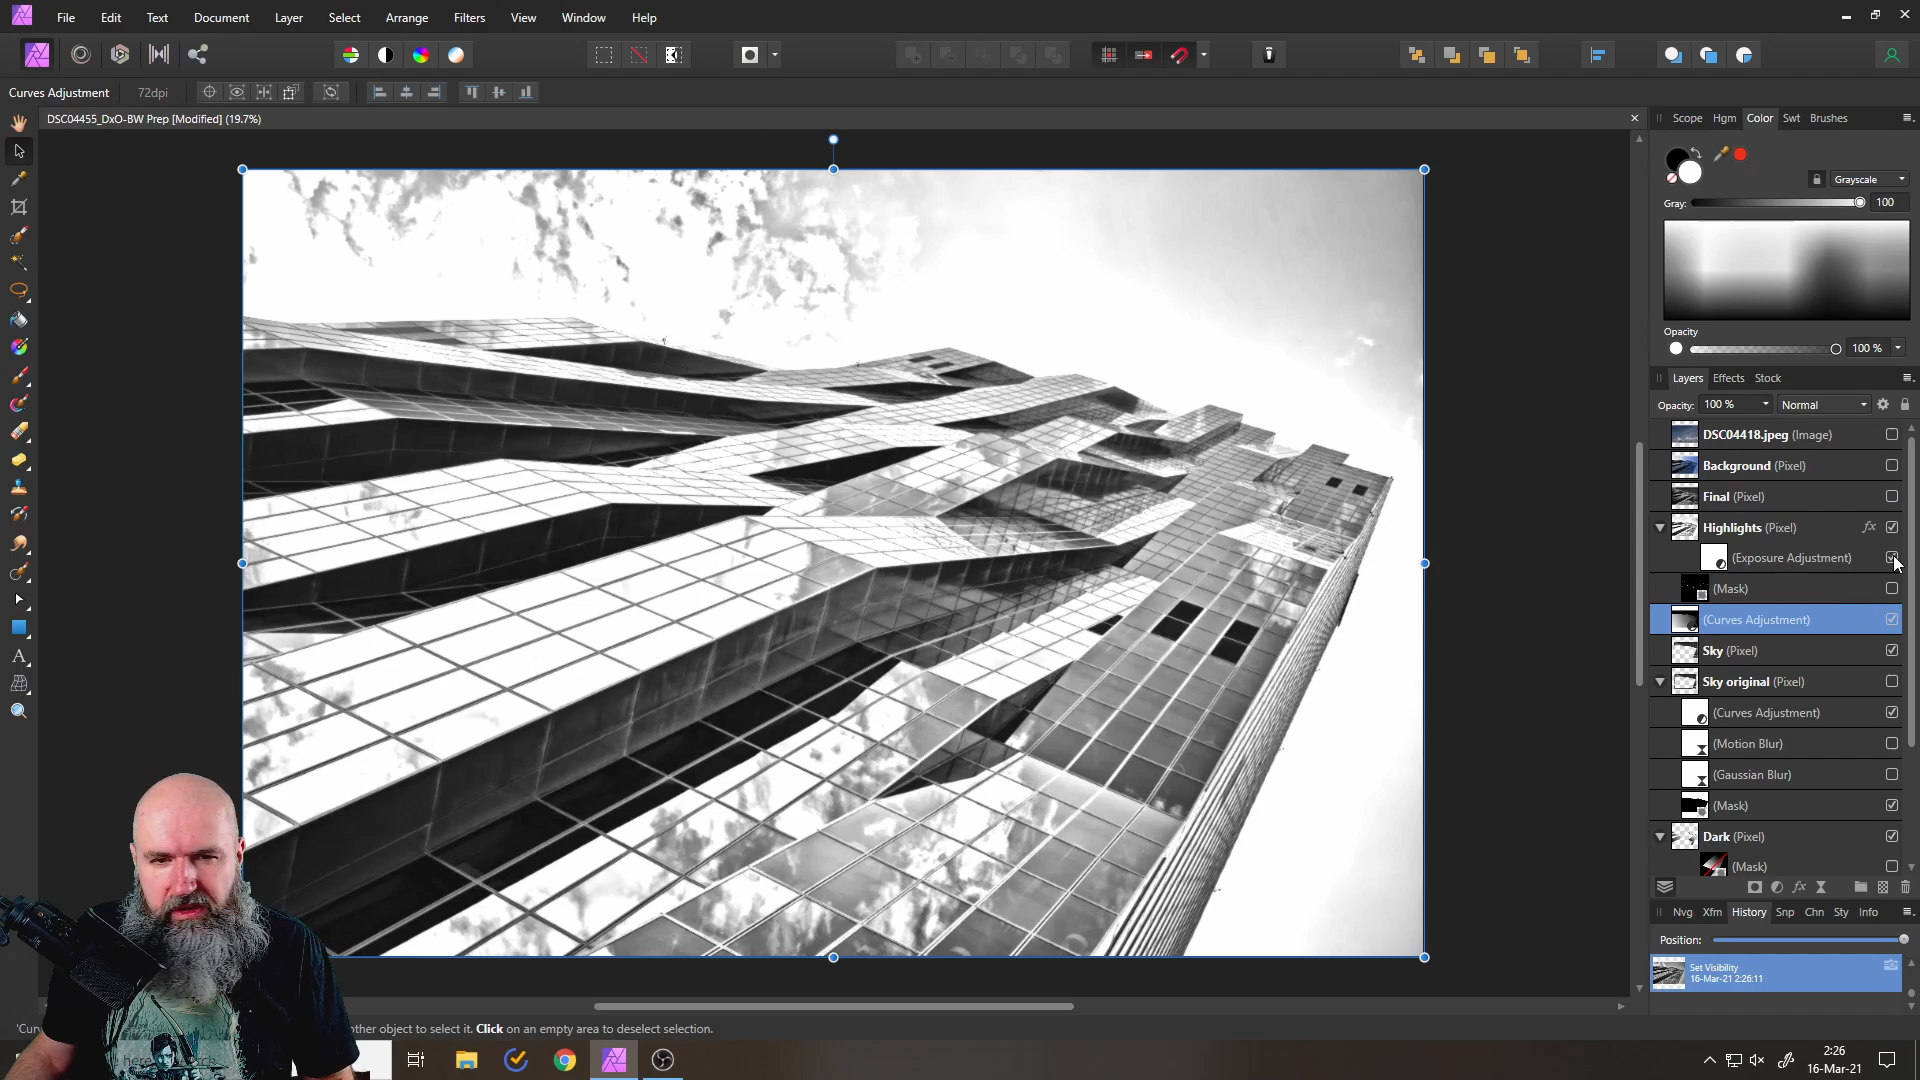 File Edit Text Document Layer Select Arrange Filters View Window Help
Curves Adjustment 72dpi
DSC04455_DxO-BW Prep [Modified] (19.7%)
Scope Hgm Color Swt Brushes
Grayscale
Gray: 100
Opacity
100 %
Layers Effects Stock
Opacity: 100 % Normal
DSC04418.jpeg (Image)
Background (Pixel)
Final (Pixel)
Highlights (Pixel) fx
(Exposure Adjustment)
(Mask)
(Curves Adjustment)
Sky (Pixel)
Sky original (Pixel)
(Curves Adjustment)
(Motion Blur)
(Gaussian Blur)
(Mask)
Dark (Pixel)
(Mask)
fx
Nvg Xfm History Snp Chn Sty Info
Position:
Set Visibility
16-Mar-21 2:26:11
'Cur other object to select it. Click on an empty area to deselect selection.
here
2:26
16-Mar-21